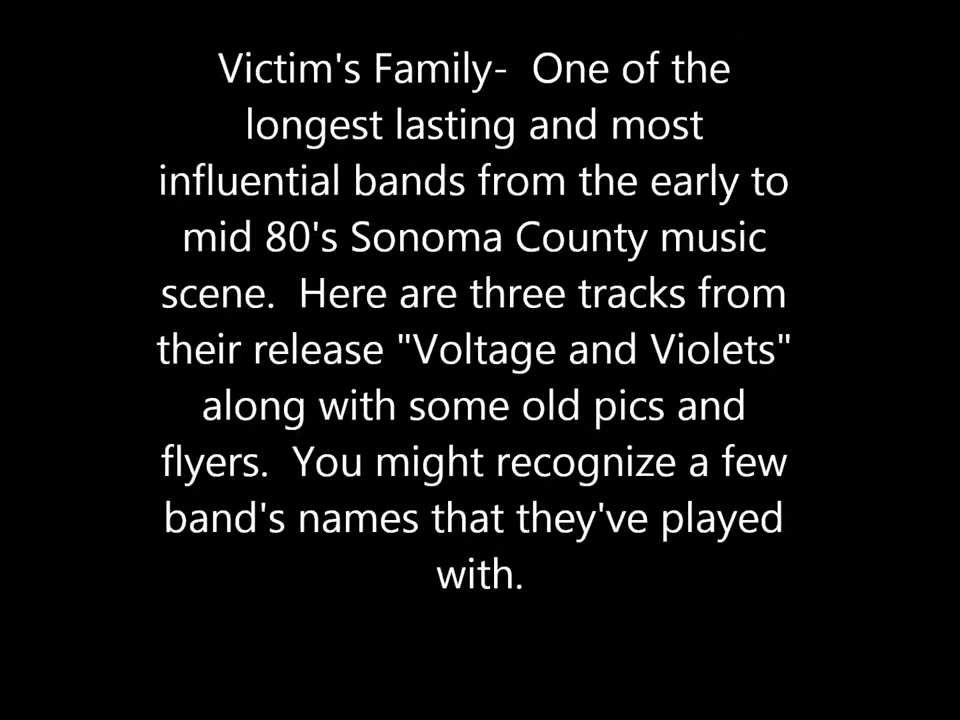 Victim's Family-  One of the
longest lasting and most
influential bands from the early to
mid 80's Sonoma County music
scene.  Here are three tracks from
their release "Voltage and Violets"
along with some old pics and
flyers.  You might recognize a few
band's names that they've played
with.